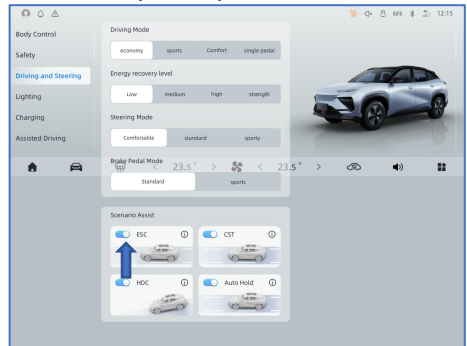 12:15
Body Control
Safety
Driving and Steering
Lighting
Charging
Assisted Driving
Driving Mode
economy sports Comfort single pedal
Energy recovery level
Low medium high strength
Steering Mode
Comfortable standard sporty
Brake Pedal Mode
Standard sports
< 23.5° > < 23.5° >
Scenario Assist
ESC CST
HDC Auto Hold